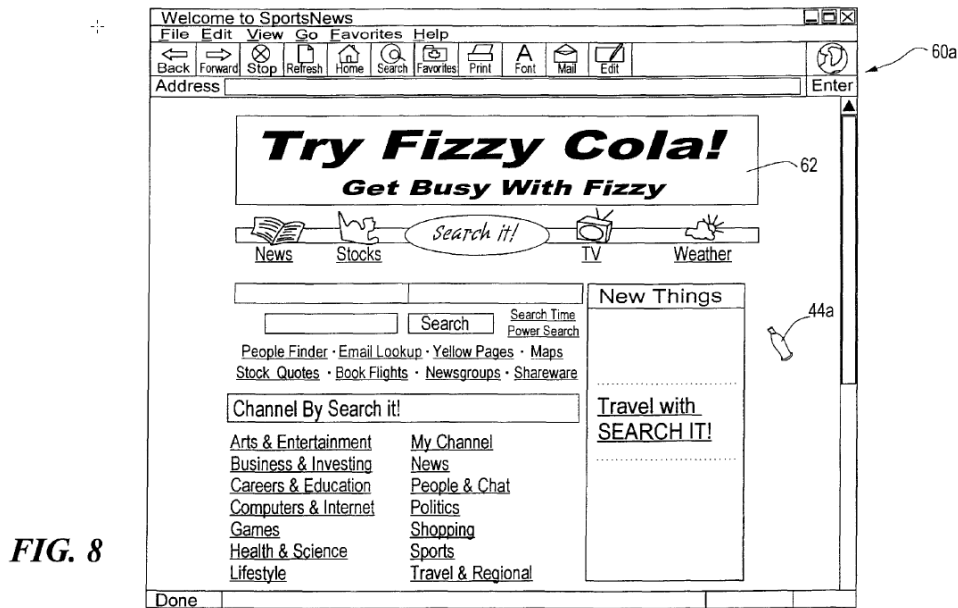 Welcome to SportsNews
File Edit View Go Favorites Help
Back Forward Stop Refresh Home Search Favorites Print Font Mail Edit
60a
Address Enter
Try Fizzy Cola!
Get Busy With Fizzy
62
Search it!
News Stocks TV Weather
New Things
44a
Search Search Time
Power Search
People Finder · Email Lookup · Yellow Pages · Maps
Stock Quotes · Book Flights · Newsgroups · Shareware
Travel with
SEARCH IT!
Channel By Search it!
Arts & Entertainment My Channel
Business & Investing News
Careers & Education People & Chat
Computers & Internet Politics
Games Shopping
Health & Science Sports
Lifestyle Travel & Regional
FIG. 8
Done